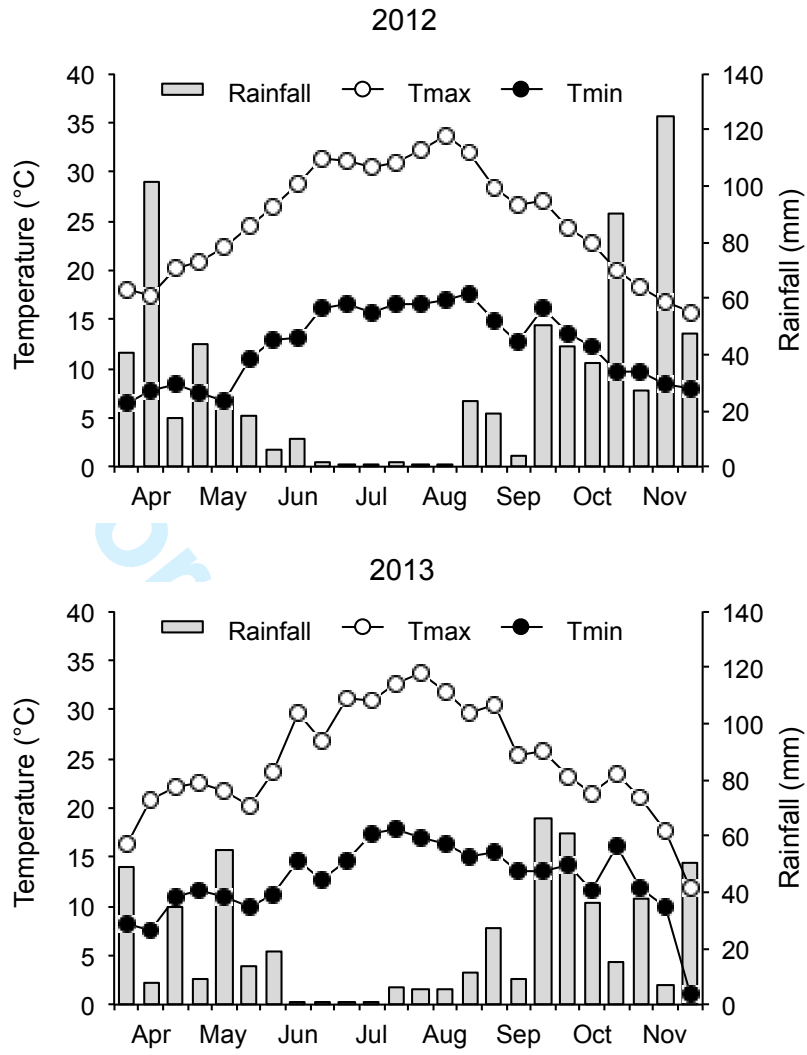 2012
40 140
Rainfall Tmax Tmin
35 120
30 100
25 80
20
15 60
10 40
5 20
0 0
Temperature (°C)
Rainfall (mm)
Apr May Jun Jul Aug Sep Oct Nov
or
2013
40 140
Rainfall Tmax Tmin
35 120
30 100
25 80
20
15 60
10 40
5 20
0 0
Temperature (°C)
Rainfall (mm)
Apr May Jun Jul Aug Sep Oct Nov